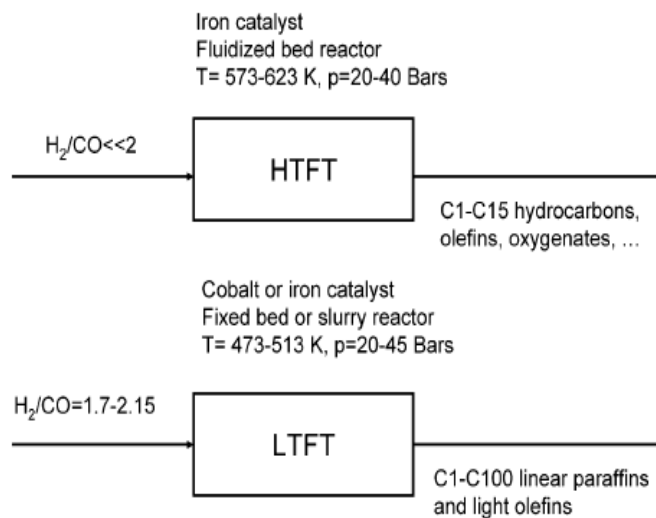 Iron catalyst
Fluidized bed reactor
T= 573-623 K, p=20-40 Bars
H₂/CO<<2
HTFT
C1-C15 hydrocarbons,
olefins, oxygenates, ...
Cobalt or iron catalyst
Fixed bed or slurry reactor
T= 473-513 K, p=20-45 Bars
H₂/CO=1.7-2.15
LTFT
C1-C100 linear paraffins
and light olefins